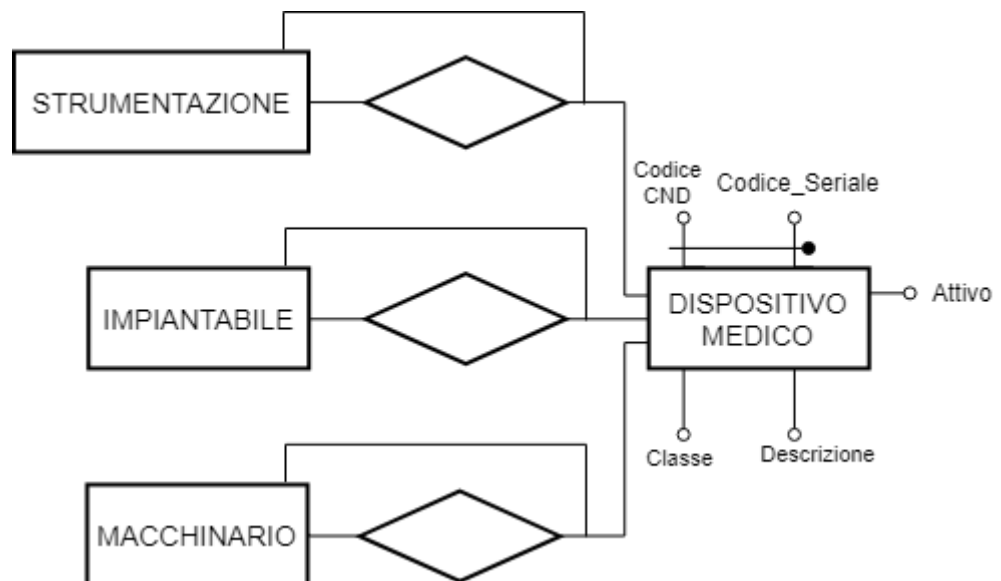 STRUMENTAZIONE
Codice
CND
Codice_Seriale
IMPIANTABILE
DISPOSITIVO
MEDICO
Attivo
Classe
Descrizione
MACCHINARIO